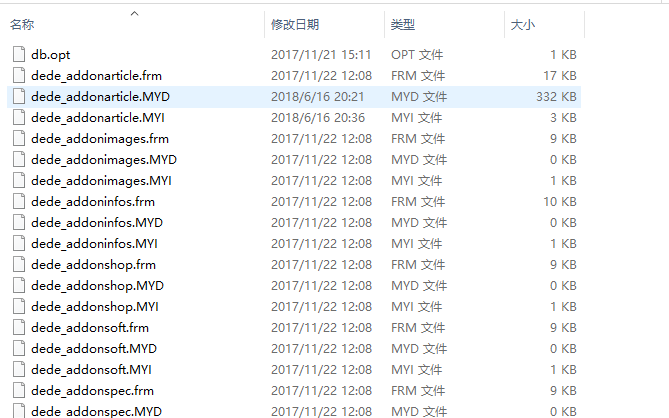 名称 修改日期 类型 大小
db.opt 2017/11/21 15:11 OPT 文件 1 KB
dede_addonarticle.frm 2017/11/22 12:08 FRM 文件 17 KB
dede_addonarticle.MYD 2018/6/16 20:21 MYD 文件 332 KB
dede_addonarticle.MYI 2018/6/16 20:36 MYI 文件 3 KB
dede_addonimages.frm 2017/11/22 12:08 FRM 文件 9 KB
dede_addonimages.MYD 2017/11/22 12:08 MYD 文件 0 KB
dede_addonimages.MYI 2017/11/22 12:08 MYI 文件 1 KB
dede_addoninfos.frm 2017/11/22 12:08 FRM 文件 10 KB
dede_addoninfos.MYD 2017/11/22 12:08 MYD 文件 0 KB
dede_addoninfos.MYI 2017/11/22 12:08 MYI 文件 1 KB
dede_addonshop.frm 2017/11/22 12:08 FRM 文件 9 KB
dede_addonshop.MYD 2017/11/22 12:08 MYD 文件 0 KB
dede_addonshop.MYI 2017/11/22 12:08 MYI 文件 1 KB
dede_addonsoft.frm 2017/11/22 12:08 FRM 文件 9 KB
dede_addonsoft.MYD 2017/11/22 12:08 MYD 文件 0 KB
dede_addonsoft.MYI 2017/11/22 12:08 MYI 文件 1 KB
dede_addonspec.frm 2017/11/22 12:08 FRM 文件 9 KB
dede_addonspec.MYD 2017/11/22 12:08 MYD 文件 0 KB